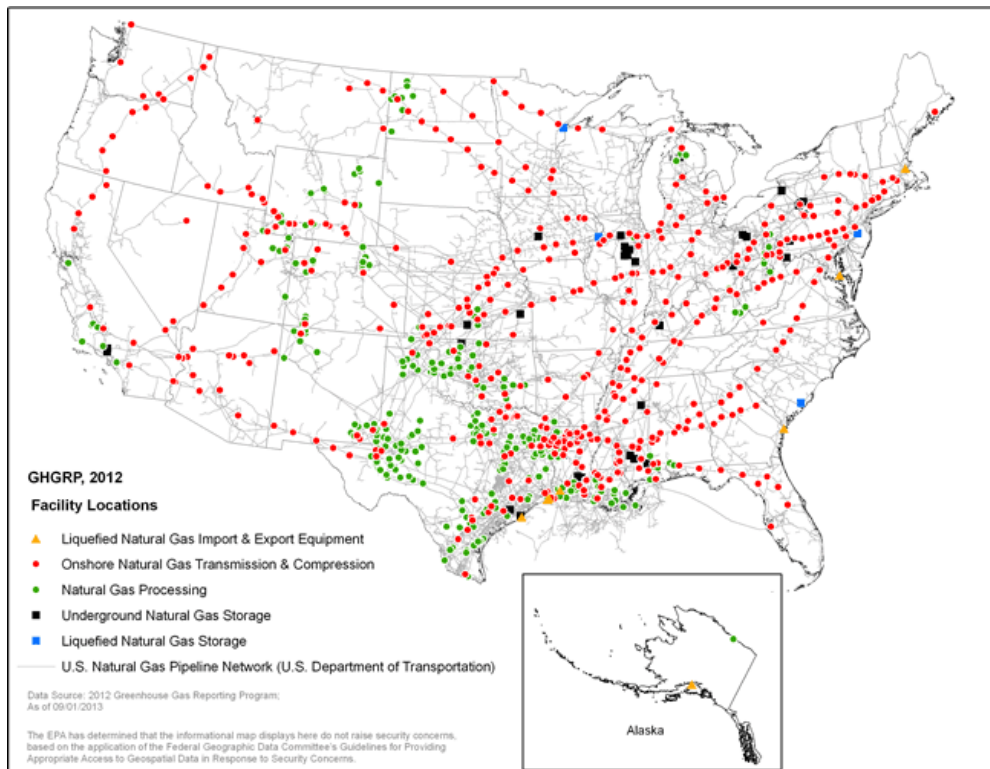 GHGRP, 2012
Facility Locations
Liquefied Natural Gas Import & Export Equipment
Onshore Natural Gas Transmission & Compression
Natural Gas Processing
Underground Natural Gas Storage
Liquefied Natural Gas Storage
U.S. Natural Gas Pipeline Network (U.S. Department of Transportation)
Data Source: 2012 Greenhouse Gas Reporting Program;
As of 09/01/2013
The EPA has determined that the informational map displays here do not raise security concerns,
based on the application of the Federal Geographic Data Committee's Guidelines for Providing
Appropriate Access to Geospatial Data in Response to Security Concerns.
Alaska